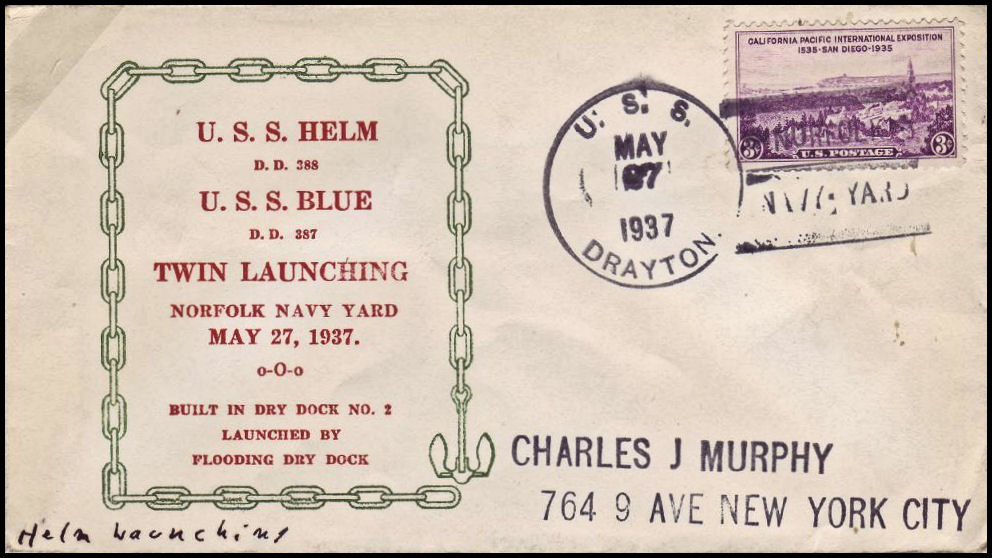 U. S. S. HELM
D. D. 388
U. S. S. BLUE
D. D. 387
TWIN LAUNCHING
NORFOLK NAVY YARD
MAY 27, 1937.
o-O-o
BUILT IN DRY DOCK NO. 2
LAUNCHED BY
FLOODING DRY DOCK
Helm Launching
U. S. S.
MAY
27
1937
DRAYTON.
CALIFORNIA PACIFIC INTERNATIONAL EXPOSITION
1535-SAN DIEGO-1935
NORFOLK
3¢ U.S. POSTAGE 3¢
YARD
CHARLES J MURPHY
764 9 AVE NEW YORK CITY